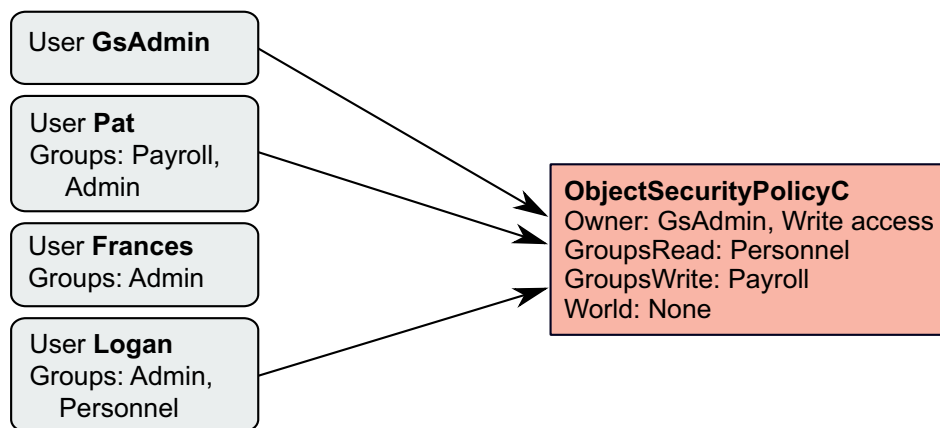 User GsAdmin
User Pat
Groups: Payroll,
Admin
User Frances
Groups: Admin
User Logan
Groups: Admin,
Personnel
ObjectSecurityPolicyC
Owner: GsAdmin, Write access
GroupsRead: Personnel
GroupsWrite: Payroll
World: None